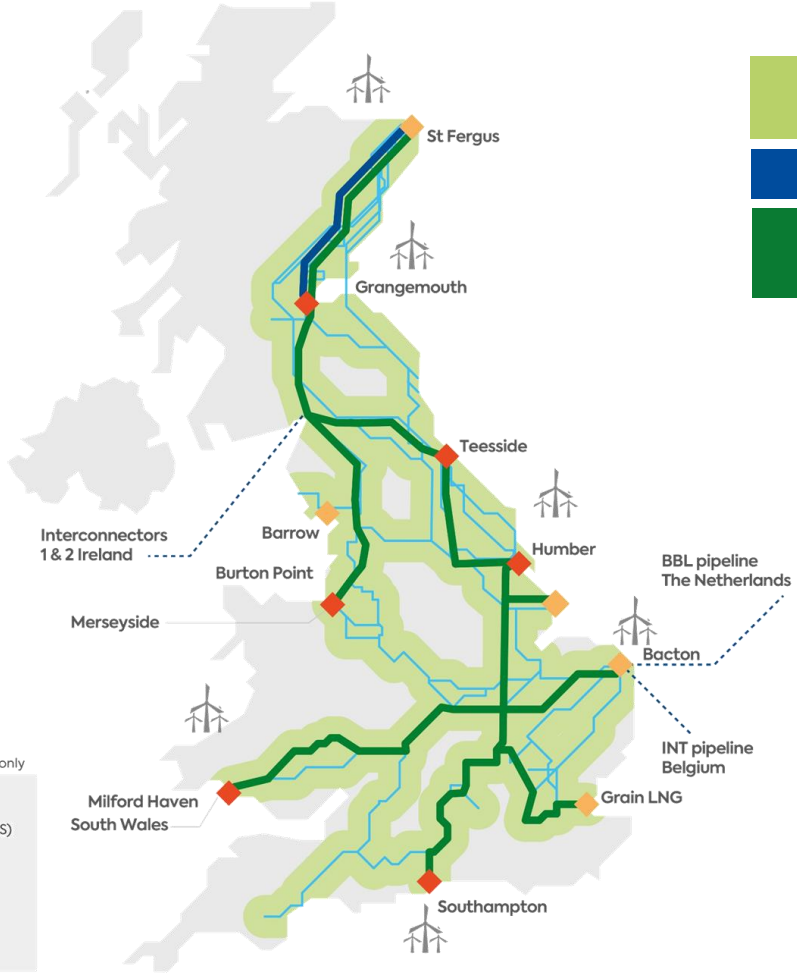 St Fergus
Grangemouth
Teesside
Interconnectors
1 & 2 Ireland
Barrow
Humber
BBL pipeline
The Netherlands
Burton Point
Merseyside
Bacton
INT pipeline
Belgium
only
Milford Haven
South Wales
Grain LNG
S)
Southampton